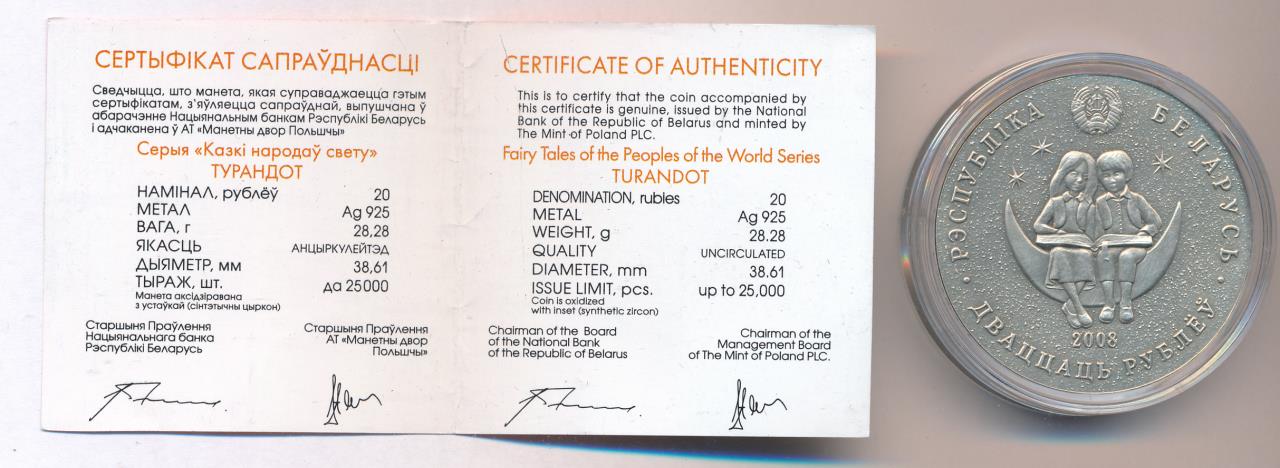 СЕРТЫФІКАТ САПРАЎДНАСЦІ
Сведчыцца, што манета, якая суправаджаецца гэтым
сертыфікатам, з'яўляецца сапраўднай, выпушчана ў
абарачэнне Нацыянальным банкам Рэспублікі Беларусь
і адчаканена ў АТ «Манетны двор Польшчы»
Серыя «Казкі народаў свету»
ТУРАНДОТ
НАМІНАЛ, рублёў 20
МЕТАЛ Ag 925
ВАГА, г 28,28
ЯКАСЦЬ АНЦЫРКУЛЕЙТЭД
ДЫЯМЕТР, мм 38,61
ТЫРАЖ, шт. да 25000
Манета аксідзіравана
з устаўкай (сінтэтычны цыркон)
Старшыня Праўлення
Нацыянальнага банка
Рэспублікі Беларусь
Старшыня Праўлення
АТ «Манетны двор
Польшчы»
CERTIFICATE OF AUTHENTICITY
This is to certify that the coin accompanied by
this certificate is genuine, issued by the National
Bank of the Republic of Belarus and minted by
The Mint of Poland PLC.
Fairy Tales of the Peoples of the World Series
TURANDOT
DENOMINATION, rubles 20
METAL Ag 925
WEIGHT, g 28.28
QUALITY UNCIRCULATED
DIAMETER, mm 38.61
ISSUE LIMIT, pcs. up to 25,000
Coin is oxidized
with inset (synthetic zircon)
Chairman of the Board
of the National Bank
of the Republic of Belarus
Chairman of the
Management Board
of The Mint of Poland PLC.
РЭСПУБЛІКА БЕЛАРУСЬ
2008
ДВАЦЦАЦЬ РУБЛЁЎ